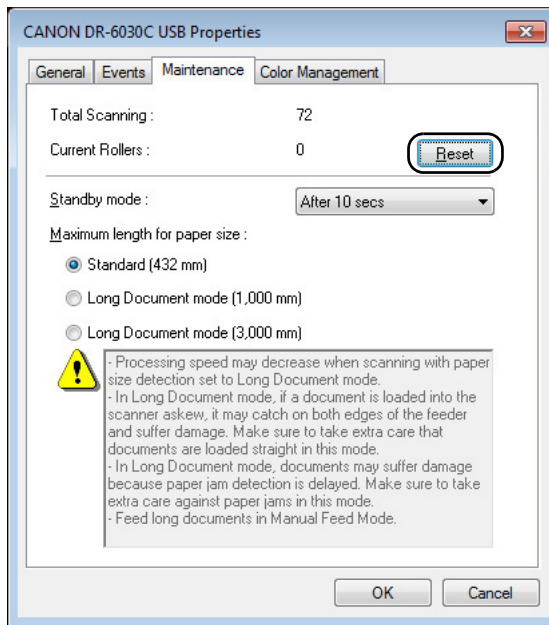 CANON DR-6030C USB Properties
General Events Maintenance Color Management
Total Scanning : 72
Current Rollers : 0 Reset
Standby mode : After 10 secs
Maximum length for paper size :
Standard (432 mm)
Long Document mode (1,000 mm)
Long Document mode (3,000 mm)
- Processing speed may decrease when scanning with paper
size detection set to Long Document mode.
- In Long Document mode, if a document is loaded into the
scanner askew, it may catch on both edges of the feeder
and suffer damage. Make sure to take extra care that
documents are loaded straight in this mode.
- In Long Document mode, documents may suffer damage
because paper jam detection is delayed. Make sure to take
extra care against paper jams in this mode.
- Feed long documents in Manual Feed Mode.
OK Cancel